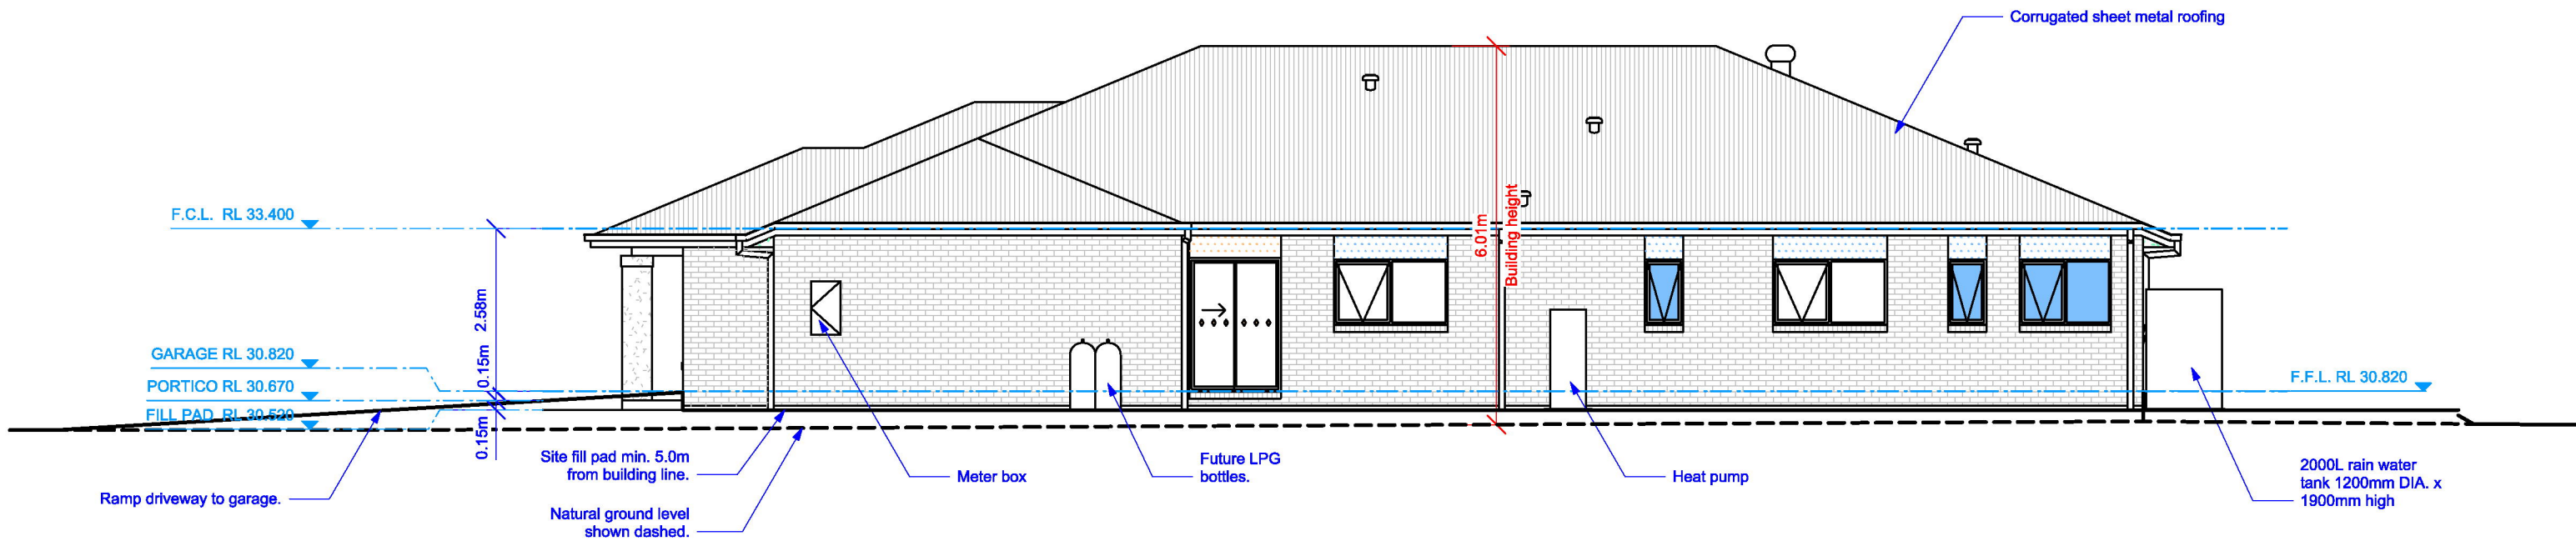 Corrugated sheet metal roofing
F.C.L. RL 33.400
6.01m
Building height
2.58m
GARAGE RL 30.820
0.15m
PORTICO RL 30.670
F.F.L. RL 30.820
FILL PAD RL 30.520
0.15m
Site fill pad min. 5.0m
from building line.
Meter box
Future LPG
bottles.
Heat pump
2000L rain water
tank 1200mm DIA. x
1900mm high
Ramp driveway to garage.
Natural ground level
shown dashed.